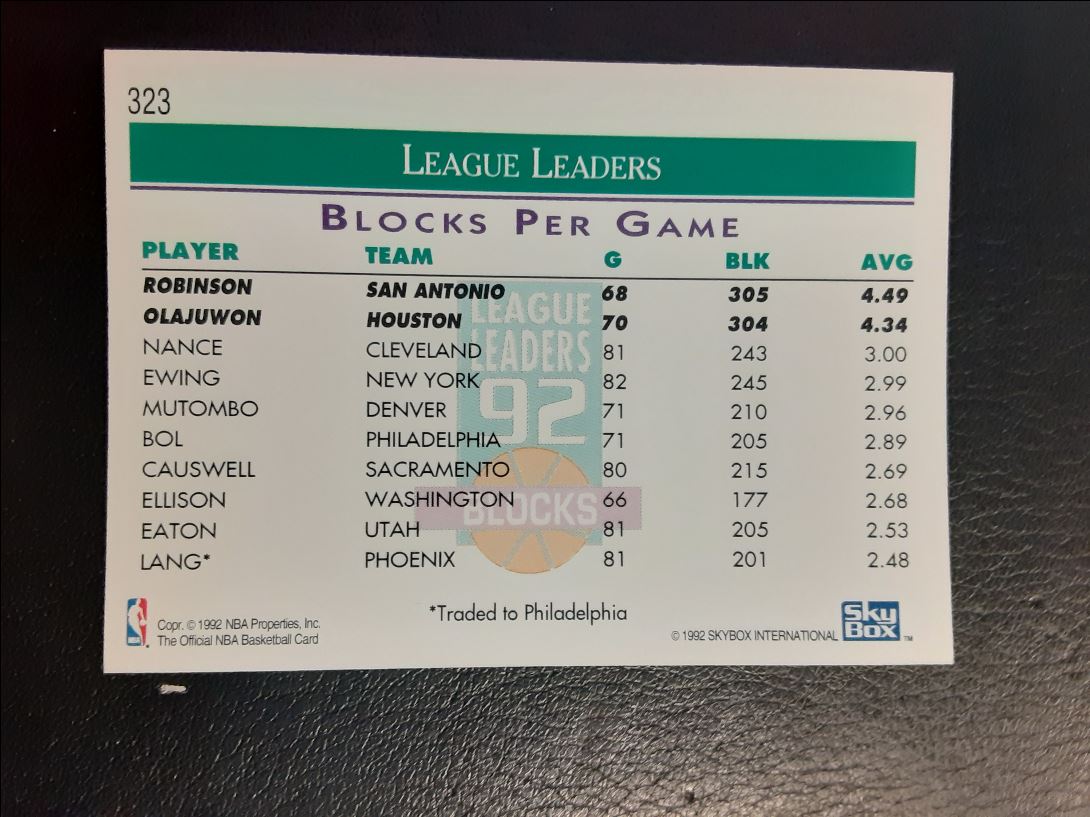 323
LEAGUE LEADERS
BLOCKS PER GAME
PLAYER TEAM G BLK AVG
ROBINSON SAN ANTONIO 68 305 4.49
OLAJUWON HOUSTON 70 304 4.34
NANCE CLEVELAND 81 243 3.00
EWING NEW YORK 82 245 2.99
MUTOMBO DENVER 71 210 2.96
BOL PHILADELPHIA 71 205 2.89
CAUSWELL SACRAMENTO 80 215 2.69
ELLISON WASHINGTON 66 177 2.68
EATON UTAH 81 205 2.53
LANG* PHOENIX 81 201 2.48
LEAGUE
LEADERS
92
BLOCKS
*Traded to Philadelphia
NBA
Copr. © 1992 NBA Properties, Inc.
The Official NBA Basketball Card
© 1992 SKYBOX INTERNATIONAL
Sky
Box ™